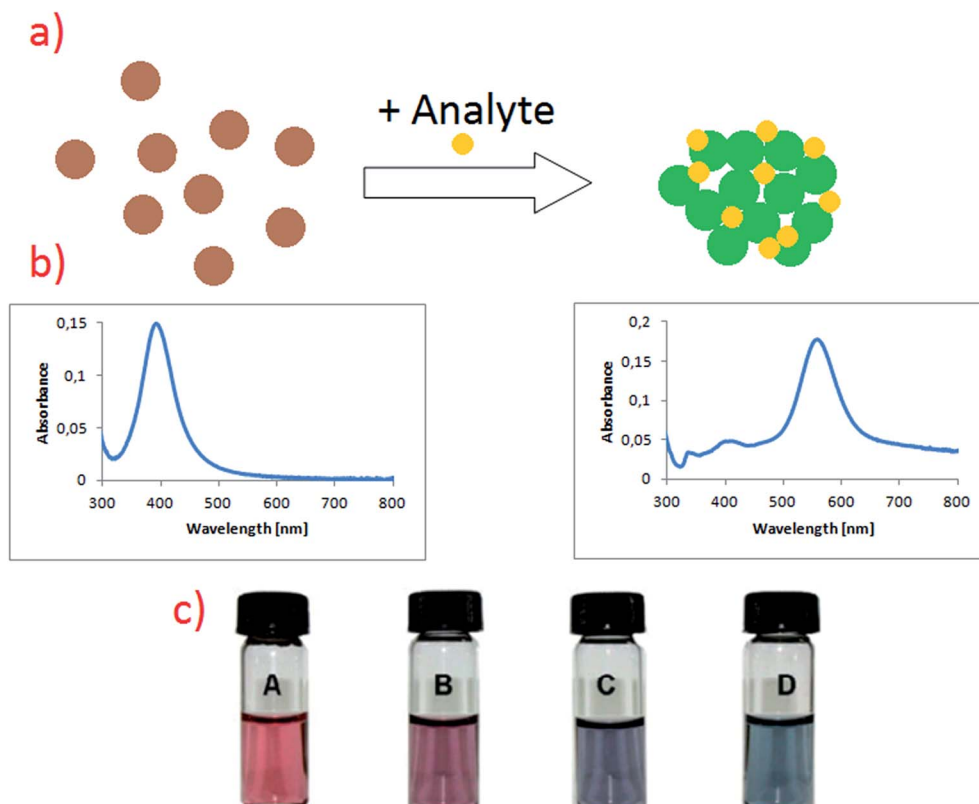 a)
+ Analyte
b)
0,15
0,1
0,05
0
Absorbance
300 400 500 600 700 800
Wavelength [nm]
0,2
0,15
0,1
0,05
0
Absorbance
300 400 500 600 700 800
Wavelength [nm]
c)
A B C D